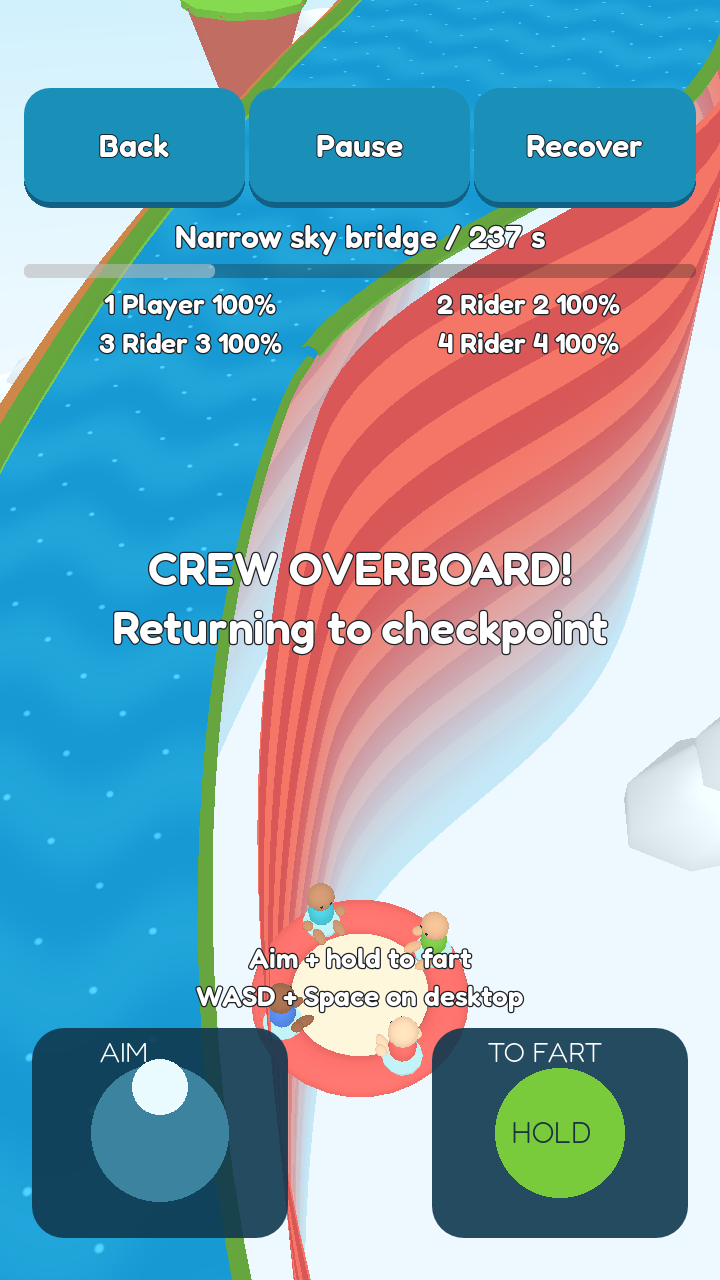 Back
Pause
Recover
Narrow sky bridge / 237 s
1 Player 100%
2 Rider 2 100%
3 Rider 3 100%
4 Rider 4 100%
CREW OVERBOARD!
Returning to checkpoint
Aim + hold to fart
WASD + Space on desktop
AIM
TO FART
HOLD